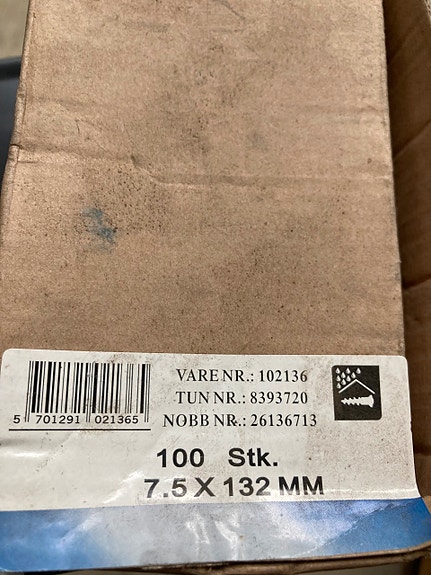 VARE NR.: 102136
TUN NR.: 8393720
NOBB NR.: 26136713
5 701291 021365
100 Stk.
7.5 X 132 MM